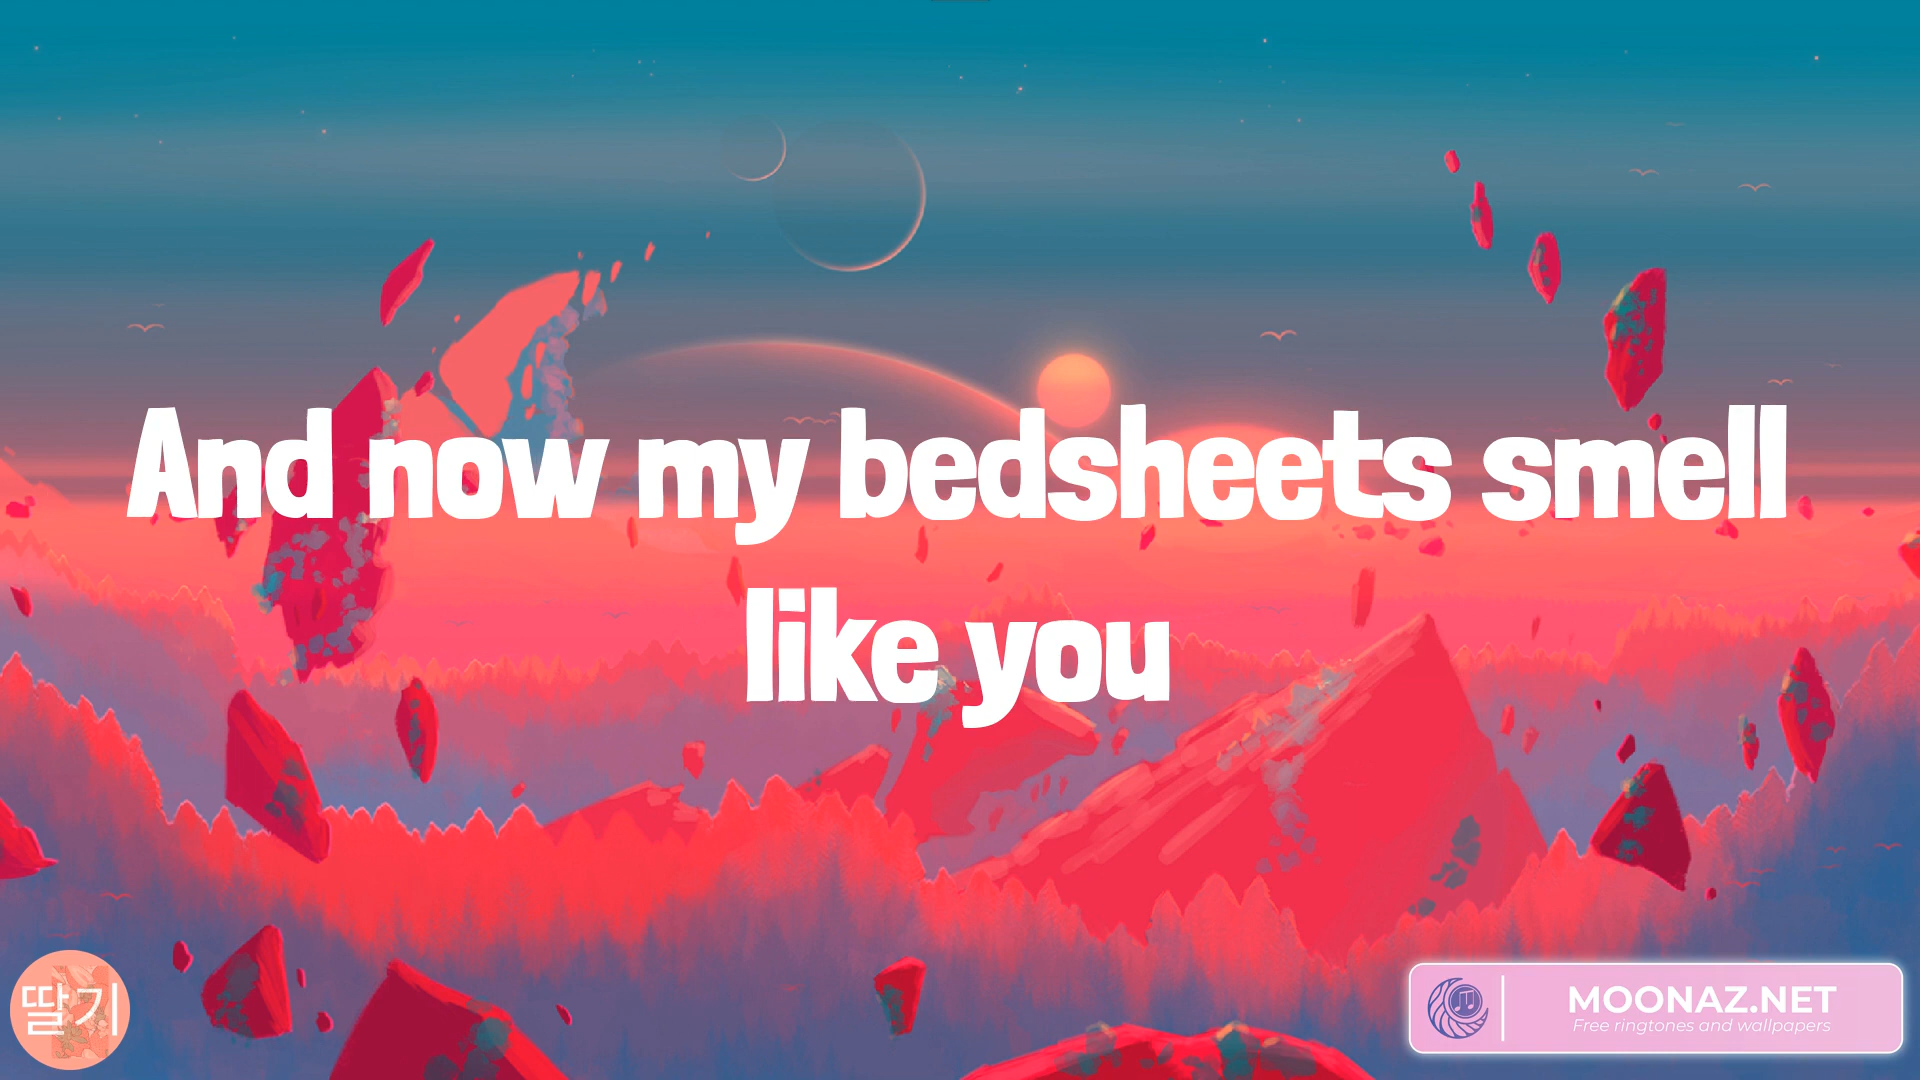 And now my bedsheets smell
like you
딸기
MOONAZ.NET
Free ringtones and wallpapers